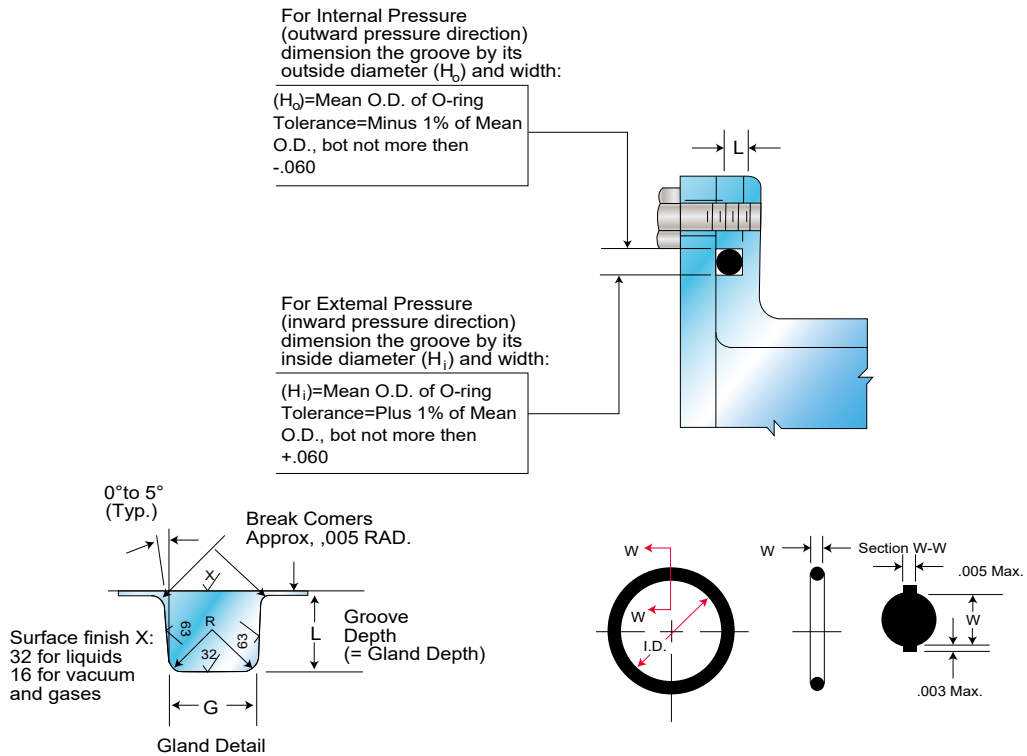 For Internal Pressure
(outward pressure direction)
dimension the groove by its
outside diameter (Ho) and width:
(Ho)=Mean O.D. of O-ring
Tolerance=Minus 1% of Mean
O.D., bot not more then
-.060
L
For Extemal Pressure
(inward pressure direction)
dimension the groove by its
inside diameter (Hi) and width:
(Hi)=Mean O.D. of O-ring
Tolerance=Plus 1% of Mean
O.D., bot not more then
+.060
0°to 5°
(Typ.)
Break Comers
Approx, ,005 RAD.
X
R
63
63
32
L
Groove
Depth
(= Gland Depth)
Surface finish X:
32 for liquids
16 for vacuum
and gases
G
Gland Detail
W
W
I.D.
W
Section W-W
.005 Max.
W
.003 Max.